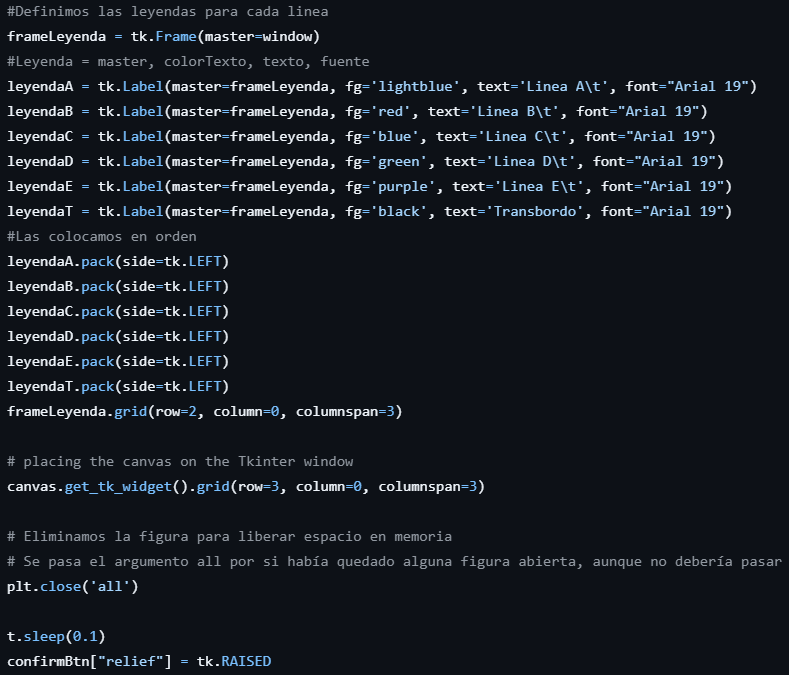 #Definimos las leyendas para cada linea
frameLeyenda = tk.Frame(master=window)
#Leyenda = master, colorTexto, texto, fuente
leyendaA = tk.Label(master=frameLeyenda, fg='lightblue', text='Linea A\t', font="Arial 19")
leyendaB = tk.Label(master=frameLeyenda, fg='red', text='Linea B\t', font="Arial 19")
leyendaC = tk.Label(master=frameLeyenda, fg='blue', text='Linea C\t', font="Arial 19")
leyendaD = tk.Label(master=frameLeyenda, fg='green', text='Linea D\t', font="Arial 19")
leyendaE = tk.Label(master=frameLeyenda, fg='purple', text='Linea E\t', font="Arial 19")
leyendaT = tk.Label(master=frameLeyenda, fg='black', text='Transbordo', font="Arial 19")
#Las colocamos en orden
leyendaA.pack(side=tk.LEFT)
leyendaB.pack(side=tk.LEFT)
leyendaC.pack(side=tk.LEFT)
leyendaD.pack(side=tk.LEFT)
leyendaE.pack(side=tk.LEFT)
leyendaT.pack(side=tk.LEFT)
frameLeyenda.grid(row=2, column=0, columnspan=3)
# placing the canvas on the Tkinter window
canvas.get_tk_widget().grid(row=3, column=0, columnspan=3)
# Eliminamos la figura para liberar espacio en memoria
# Se pasa el argumento all por si había quedado alguna figura abierta, aunque no debería pasar
plt.close('all')
t.sleep(0.1)
confirmBtn["relief"] = tk.RAISED